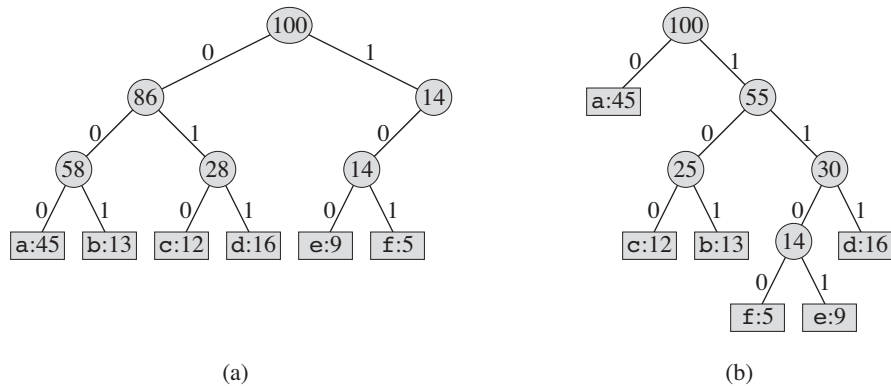 100 100
0 1 0 1
86 14 a:45 55
0 1 0 0 1
58 28 14 25 30
0 1 0 1 0 1 0 1 0 1
a:45 b:13 c:12 d:16 e:9 f:5 c:12 b:13 14 d:16
0 1
f:5 e:9
(a) (b)